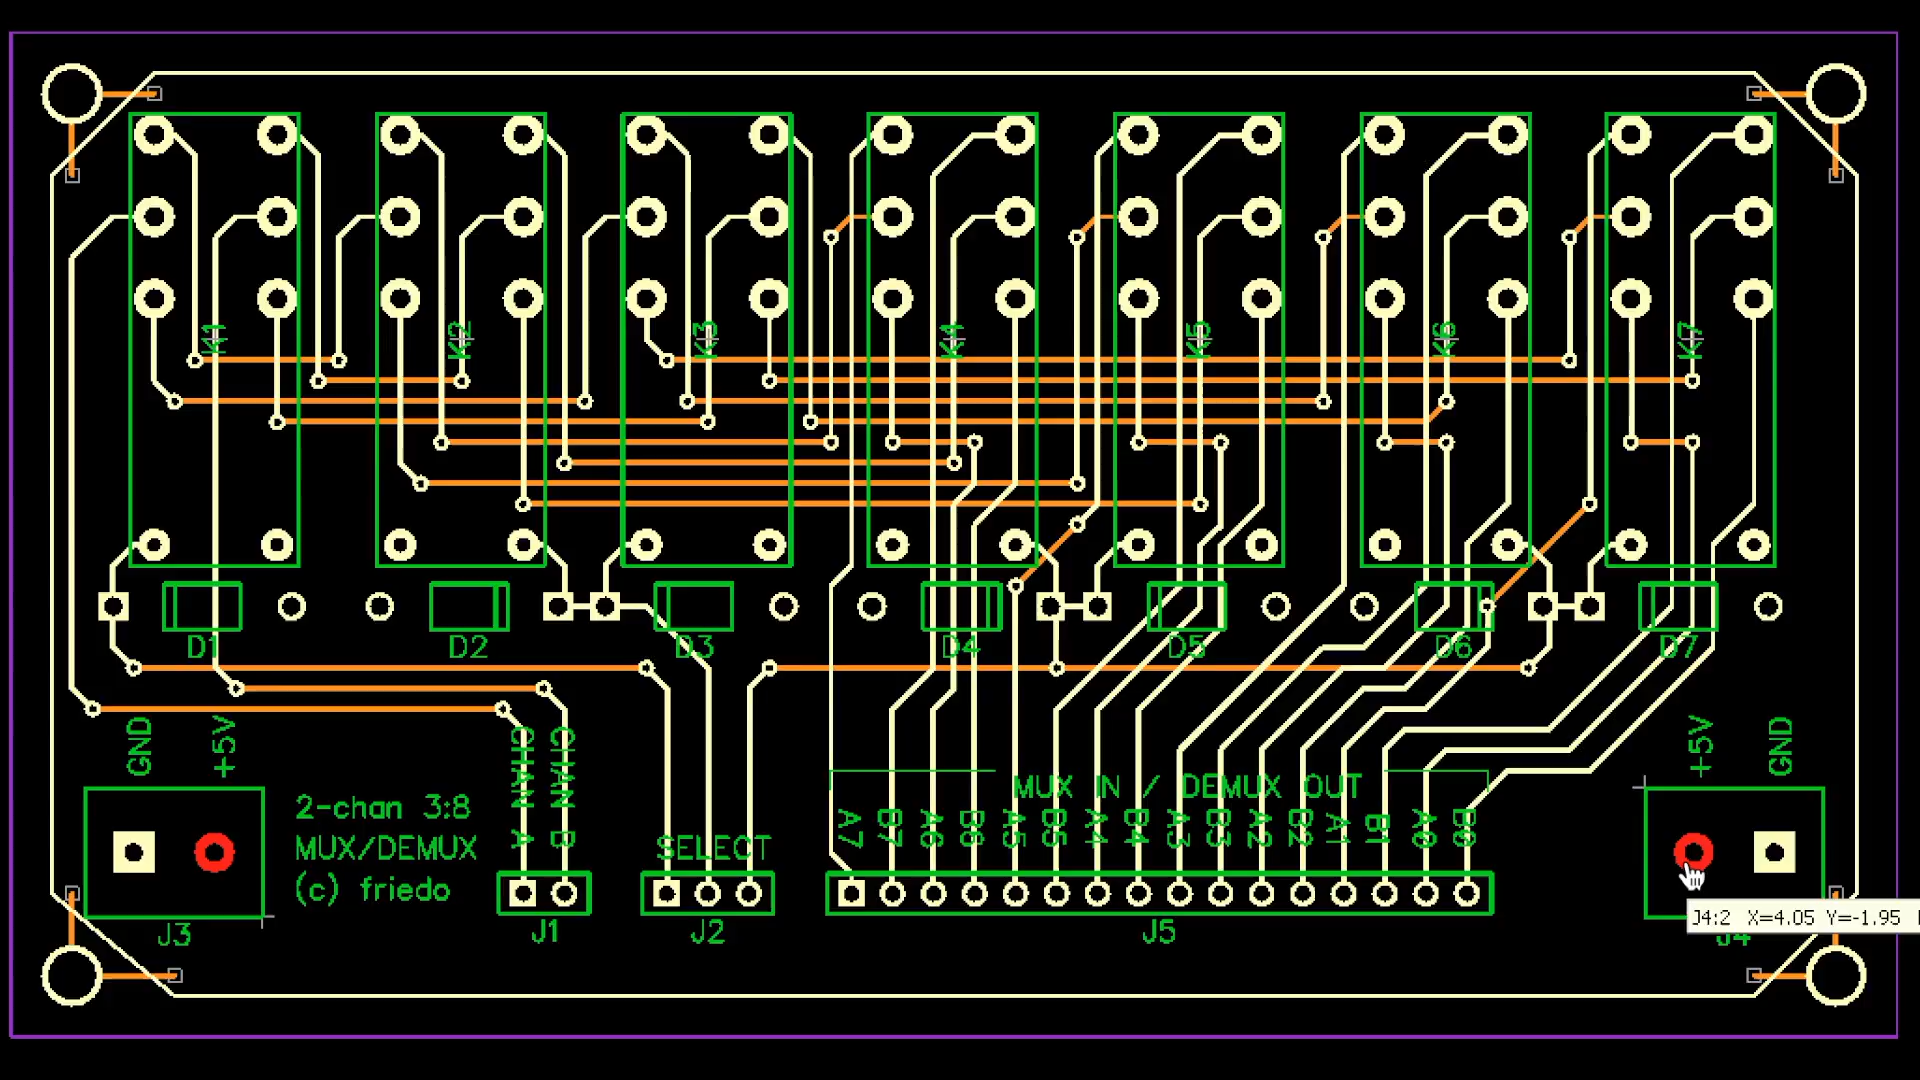 K1
K2
K3
K4
K5
K6
K7
D1
D2
D3
D4
D5
D6
D7
GND
+5V
CHAN A
CHAN B
+5V
GND
2-chan 3:8
MUX/DEMUX
(c) friedo
SELECT
MUX IN / DEMUX OUT
A7
B7
A6
B6
A5
B5
A4
B4
A3
B3
A2
B2
A1
B1
A0
B0
J3
J1
J2
J5
J4
J4:2 X=4.05 Y=-1.95